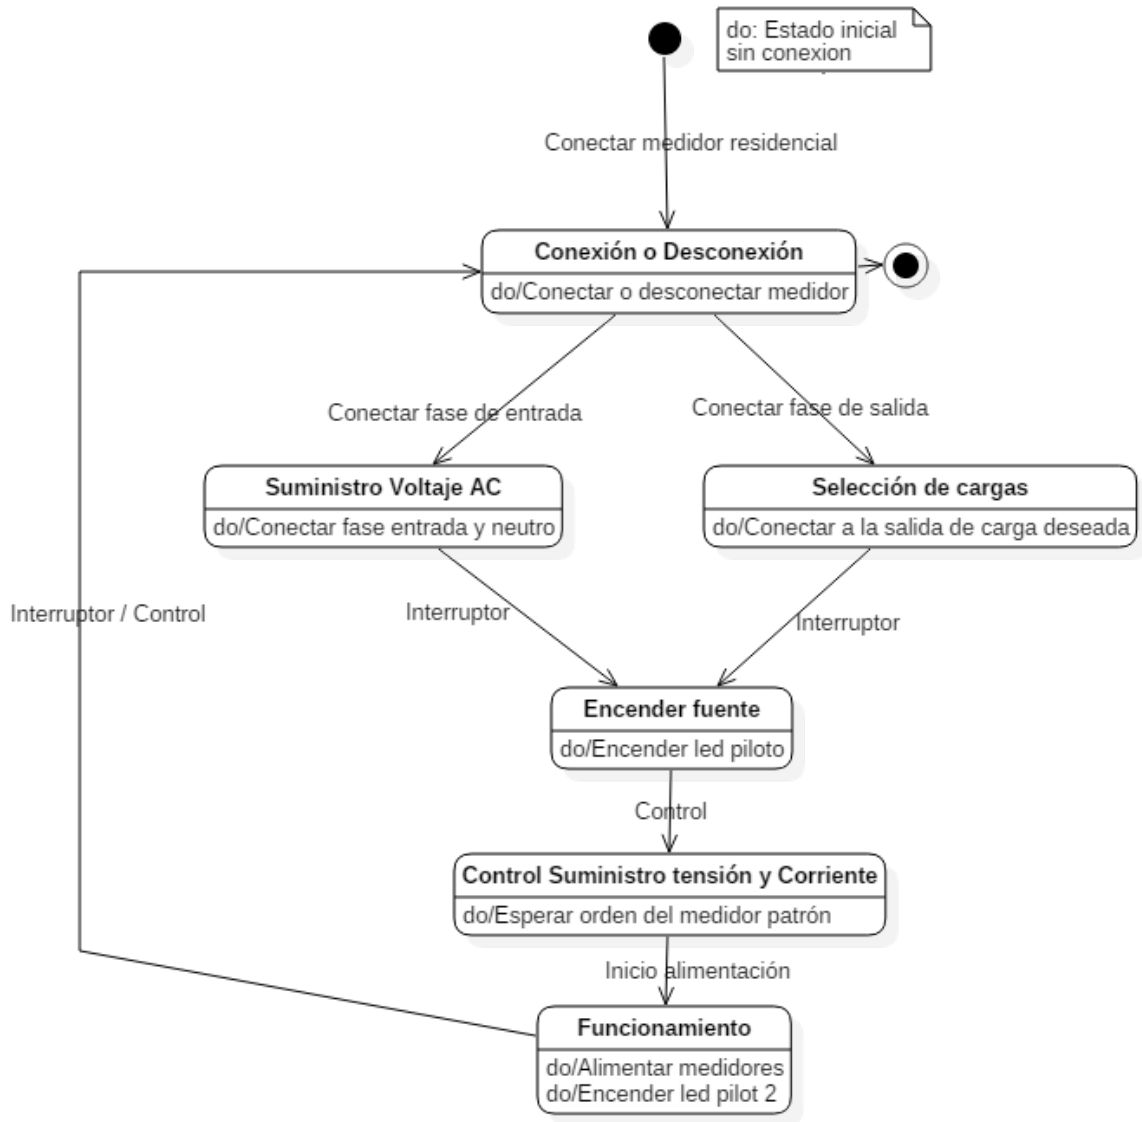 do: Estado inicial
sin conexion
Conectar medidor residencial
Conexión o Desconexión
do/Conectar o desconectar medidor
Conectar fase de entrada
Conectar fase de salida
Suministro Voltaje AC
do/Conectar fase entrada y neutro
Selección de cargas
do/Conectar a la salida de carga deseada
Interruptor / Control
Interruptor
Interruptor
Encender fuente
do/Encender led piloto
Control
Control Suministro tensión y Corriente
do/Esperar orden del medidor patrón
Inicio alimentación
Funcionamiento
do/Alimentar medidores
do/Encender led pilot 2